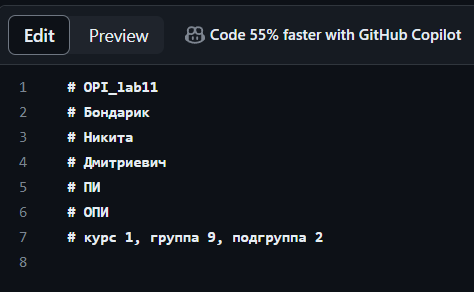 Edit Preview Code 55% faster with GitHub Copilot
1 # OPI_lab11
2 # Бондарик
3 # Никита
4 # Дмитриевич
5 # ПИ
6 # ОПИ
7 # курс 1, группа 9, подгруппа 2
8